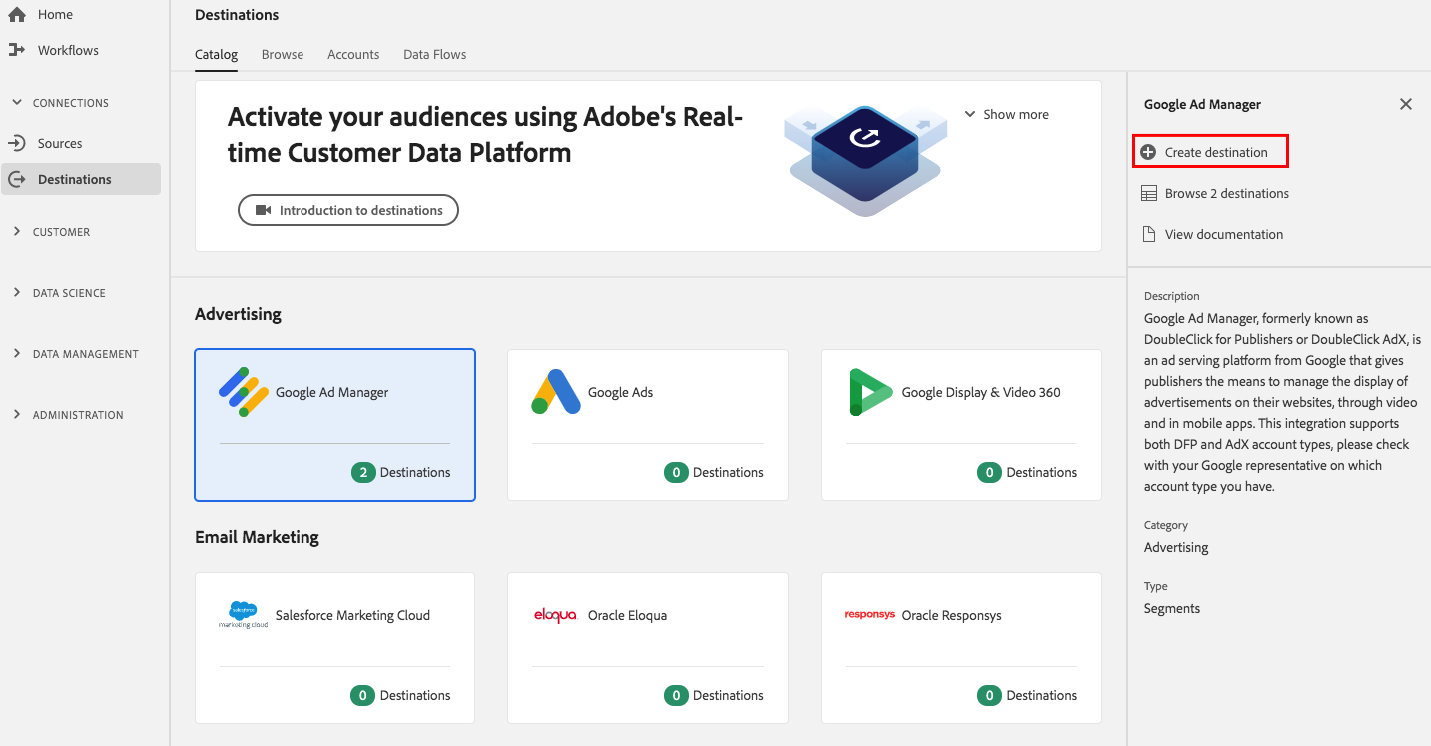 Home
Workflows
CONNECTIONS
Sources
Destinations
CUSTOMER
DATA SCIENCE
DATA MANAGEMENT
ADMINISTRATION
Destinations
Catalog Browse Accounts Data Flows
Activate your audiences using Adobe's Real-
time Customer Data Platform
Introduction to destinations
Show more
Advertising
Google Ad Manager
2 Destinations
Google Ads
0 Destinations
Google Display & Video 360
0 Destinations
Email Marketing
salesforce
marketing cloud
Salesforce Marketing Cloud
0 Destinations
eloqua
Oracle Eloqua
0 Destinations
responsys
Oracle Responsys
0 Destinations
Google Ad Manager
Create destination
Browse 2 destinations
View documentation
Description
Google Ad Manager, formerly known as
DoubleClick for Publishers or DoubleClick AdX, is
an ad serving platform from Google that gives
publishers the means to manage the display of
advertisements on their websites, through video
and in mobile apps. This integration supports
both DFP and AdX account types, please check
with your Google representative on which
account type you have.
Category
Advertising
Type
Segments